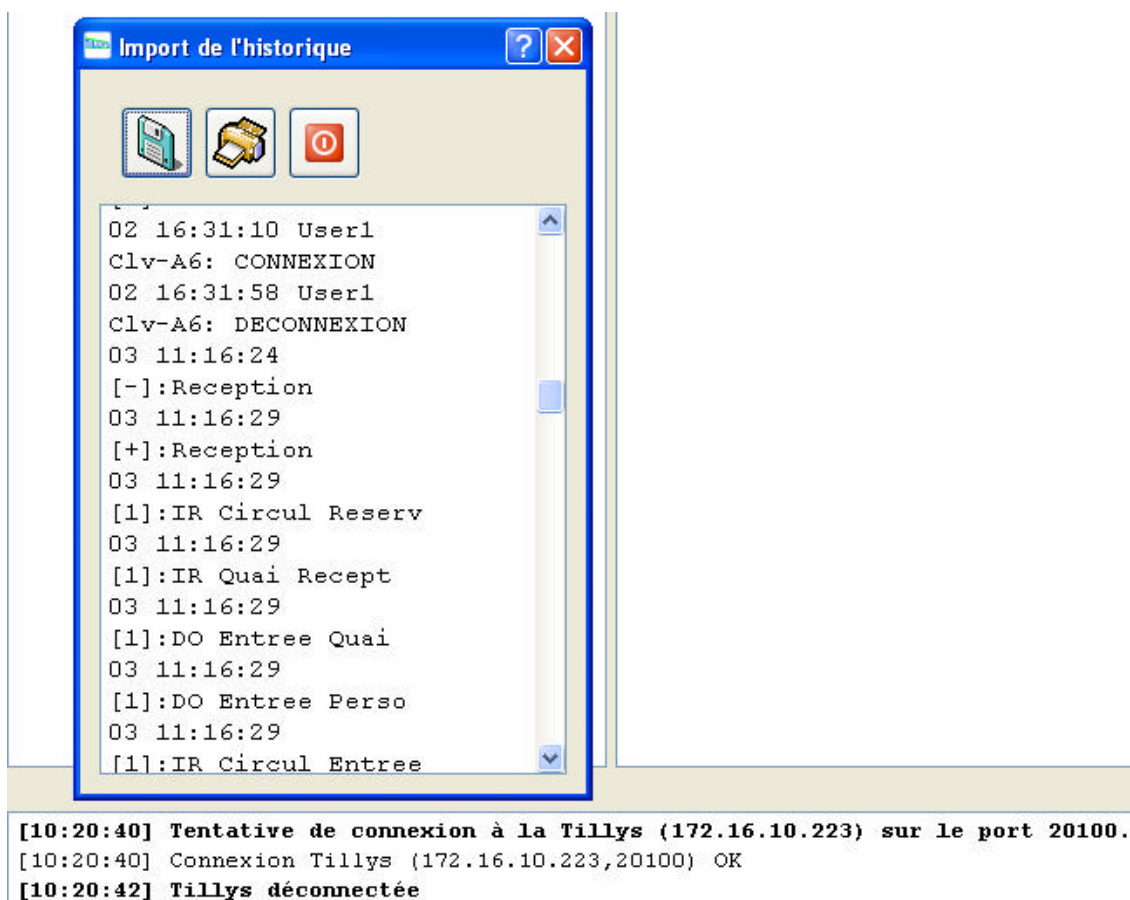 Import de l'historique
02 16:31:10 User1
Clv-A6: CONNEXION
02 16:31:58 User1
Clv-A6: DECONNEXION
03 11:16:24
[-]:Reception
03 11:16:29
[+]:Reception
03 11:16:29
[1]:IR Circul Reserv
03 11:16:29
[1]:IR Quai Recept
03 11:16:29
[1]:DO Entree Quai
03 11:16:29
[1]:DO Entree Perso
03 11:16:29
[1]:IR Circul Entree
[10:20:40] Tentative de connexion à la Tillys (172.16.10.223) sur le port 20100.
[10:20:40] Connexion Tillys (172.16.10.223,20100) OK
[10:20:42] Tillys déconnectée